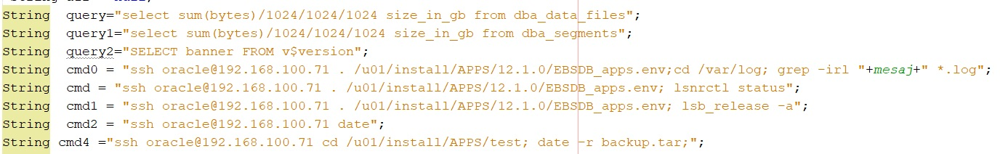 String  query="select sum(bytes)/1024/1024/1024 size_in_gb from dba_data_files";
String  query1="select sum(bytes)/1024/1024/1024 size_in_gb from dba_segments";
String  query2="SELECT banner FROM v$version";
String  cmd0 = "ssh oracle@192.168.100.71 . /u01/install/APPS/12.1.0/EBSDB_apps.env;cd /var/log; grep -irl "+mesaj+" *.log";
String  cmd = "ssh oracle@192.168.100.71 . /u01/install/APPS/12.1.0/EBSDB_apps.env; lsnrctl status";
String  cmd1 = "ssh oracle@192.168.100.71 . /u01/install/APPS/12.1.0/EBSDB_apps.env; lsb_release -a";
String  cmd2 = "ssh oracle@192.168.100.71 date";
String cmd4 ="ssh oracle@192.168.100.71 cd /u01/install/APPS/test; date -r backup.tar;";